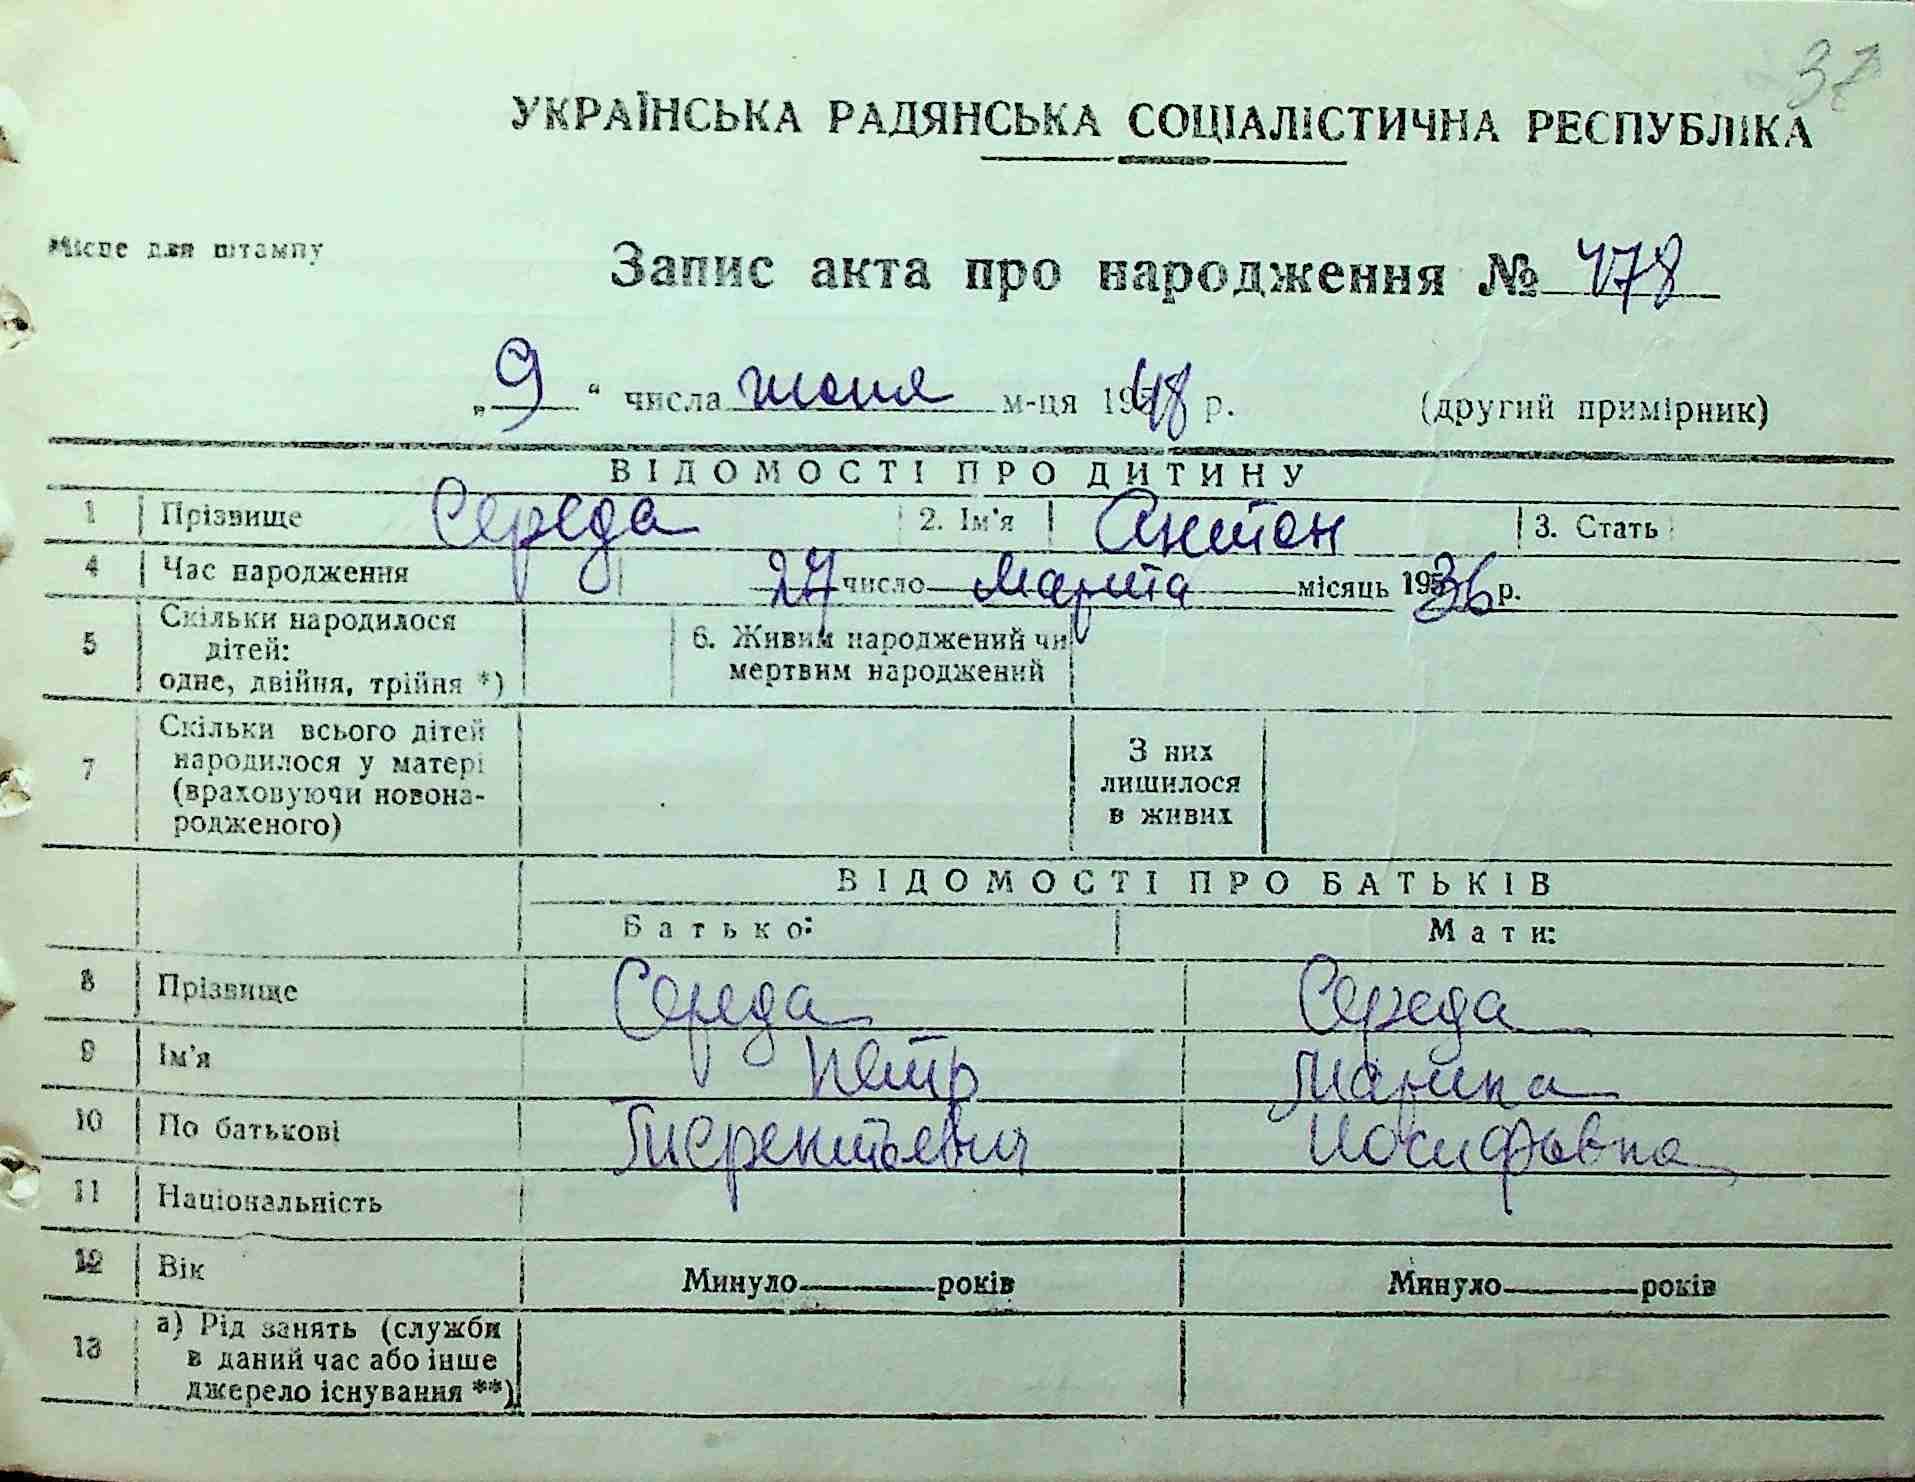 37
УКРАЇНСЬКА РАДЯНСЬКА СОЦІАЛІСТИЧНА РЕСПУБЛІКА
Місце для штампу
Запис акта про народження № 178
„9“ числа июня м-ця 1948 р. (другий примірник)
ВІДОМОСТІ ПРО ДИТИНУ
1 Прізвище Середа 2. Ім'я Антон 3. Стать
4 Час народження 27 число марта місяць 1936 р.
5 Скільки народилося дітей: одне, двійня, трійня *) 6. Живим народжений чи мертвим народжений
7 Скільки всього дітей народилося у матері (враховуючи новонародженого) З них лишилося в живих
ВІДОМОСТІ ПРО БАТЬКІВ
Батько: Мати:
8 Прізвище Середа Середа
9 Ім'я Петр Марина
10 По батькові Терентьевич Иосифовна
11 Національність
12 Вік Минуло років Минуло років
13 а) Рід занять (служби в даний час або інше джерело існування **)